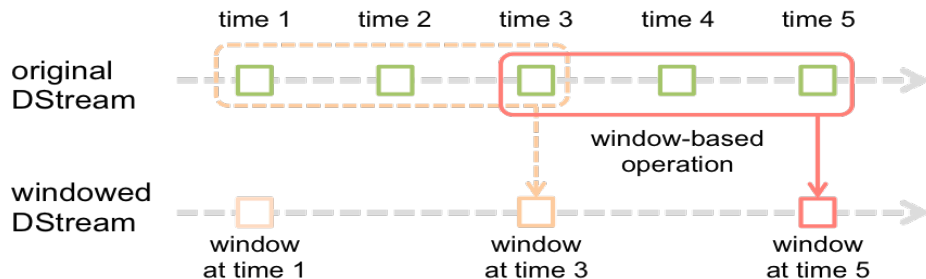 time 1 time 2 time 3 time 4 time 5
original
DStream
window-based
operation
windowed
DStream
window
at time 1
window
at time 3
window
at time 5